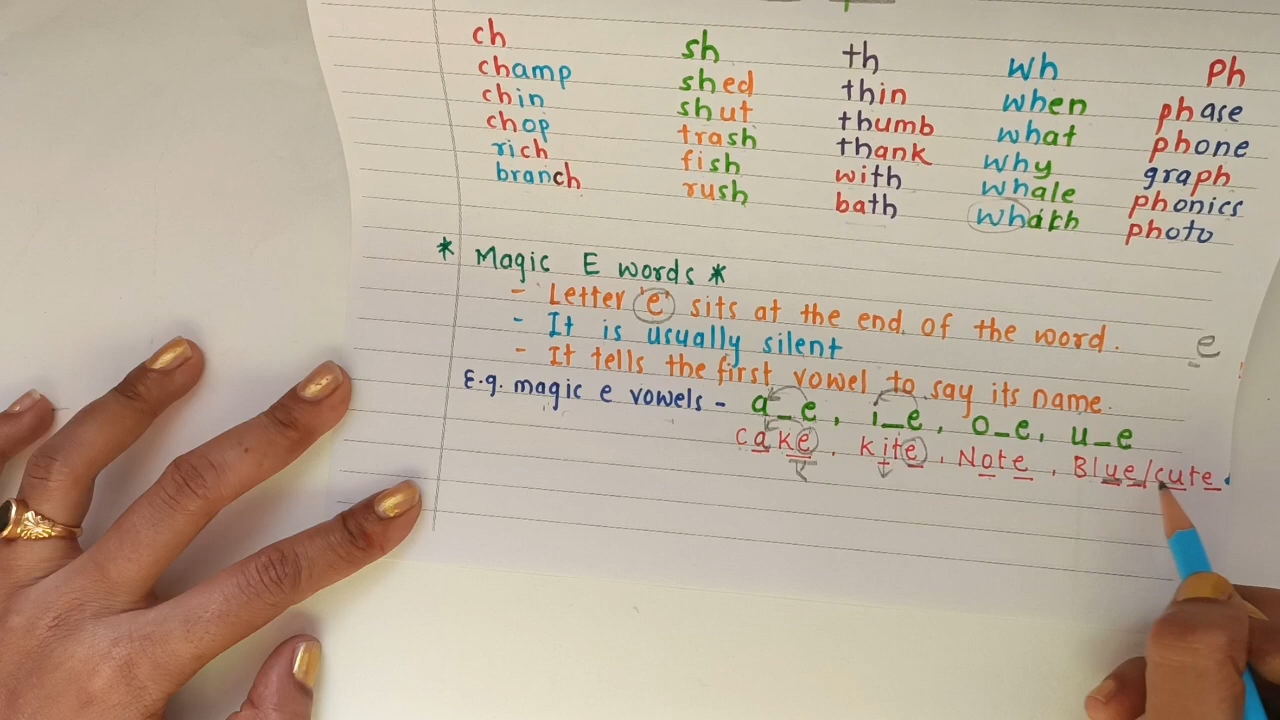 ch sh th wh Ph
champ shed thin when phase
chin shut thumb what phone
chop trash thank why graph
rich fish with whale phonics
branch rush bath photo
* Magic E words *
- Letter 'e' sits at the end of the word. e
- It is usually silent
- It tells the first vowel to say its name.
E.g. magic e vowels - a_e, i_e, o_e, u_e
cake, kite, Note, Blue/cute.